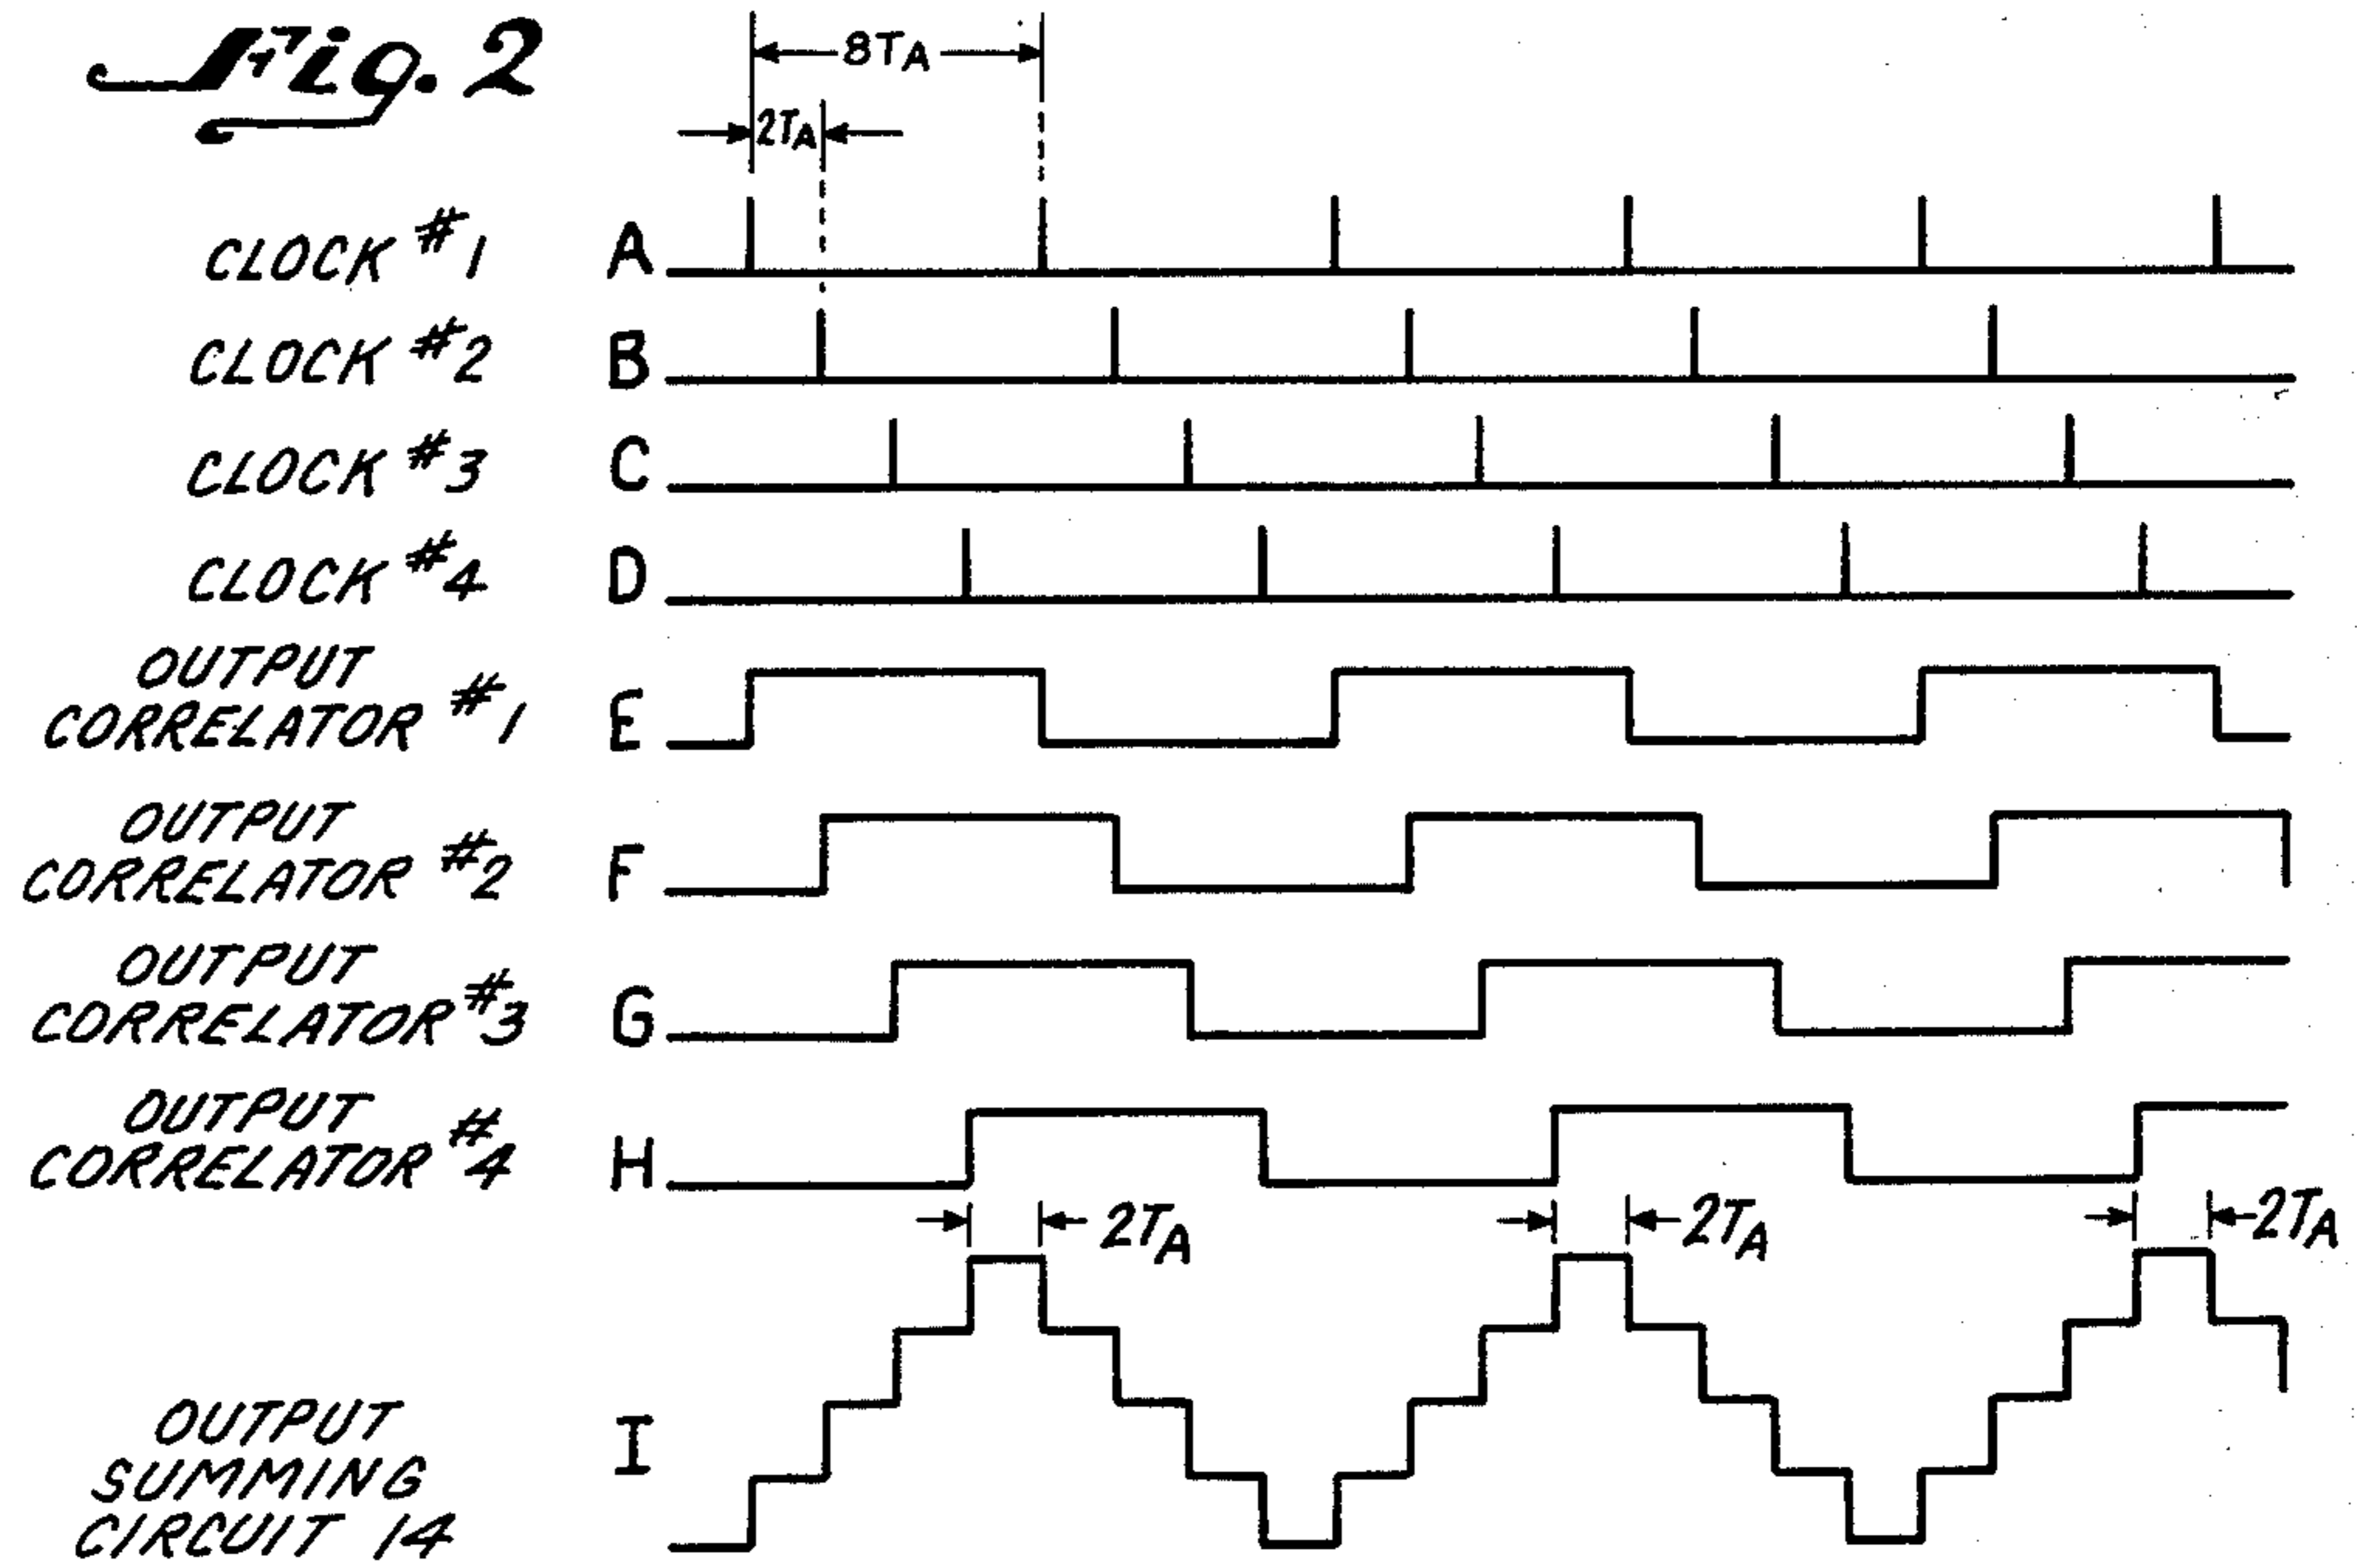 Fig. 2
8TA
2TA
CLOCK #1 A
CLOCK #2 B
CLOCK #3 C
CLOCK #4 D
OUTPUT
CORRELATOR #1 E
OUTPUT
CORRELATOR #2 F
OUTPUT
CORRELATOR #3 G
OUTPUT
CORRELATOR #4 H
2TA 2TA 2TA
OUTPUT
SUMMING I
CIRCUIT 14